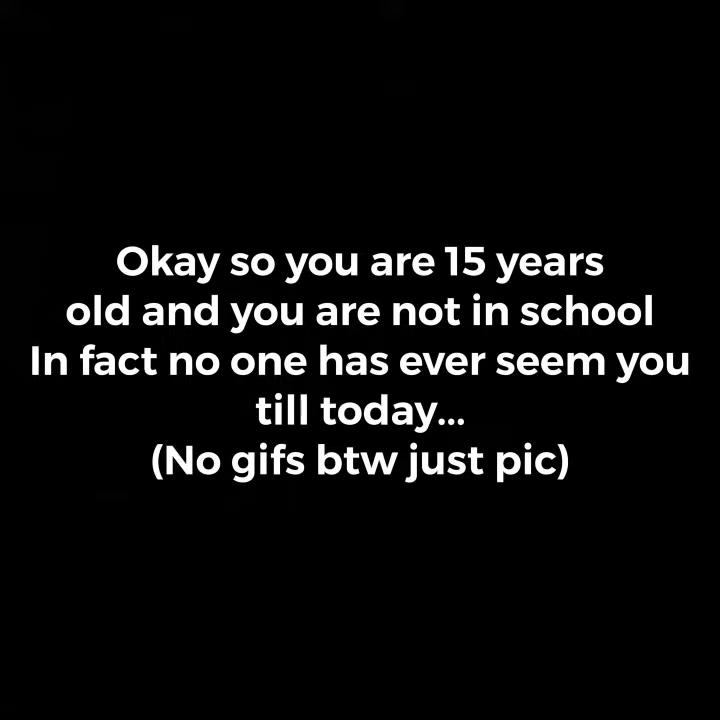 Okay so you are 15 years
old and you are not in school
In fact no one has ever seem you
till today...
(No gifs btw just pic)